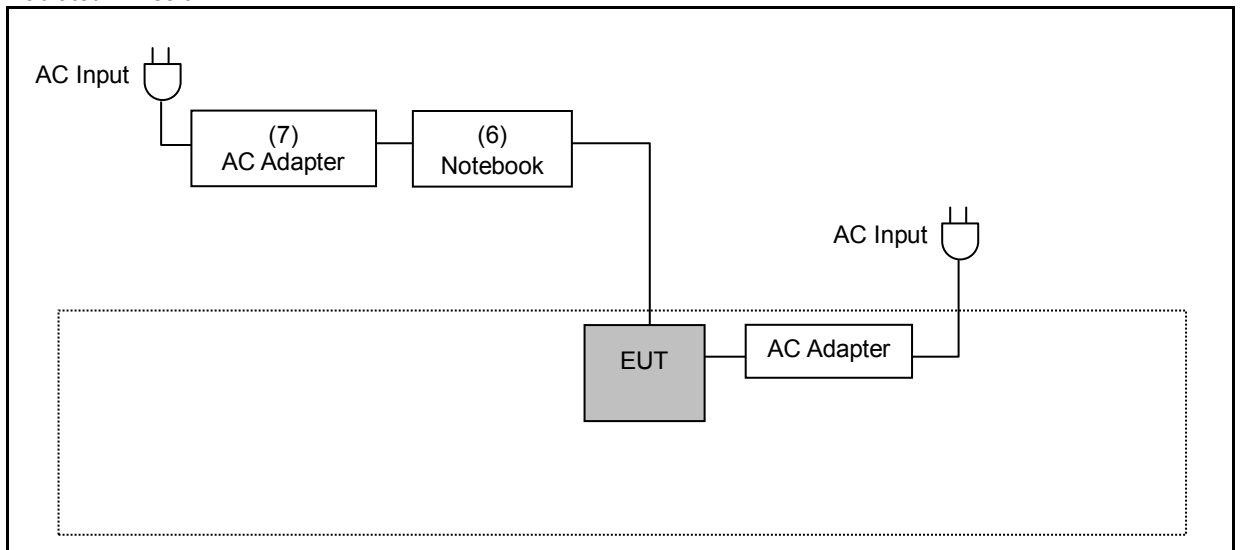 AC Input
(7)
AC Adapter
(6)
Notebook
AC Input
EUT
AC Adapter